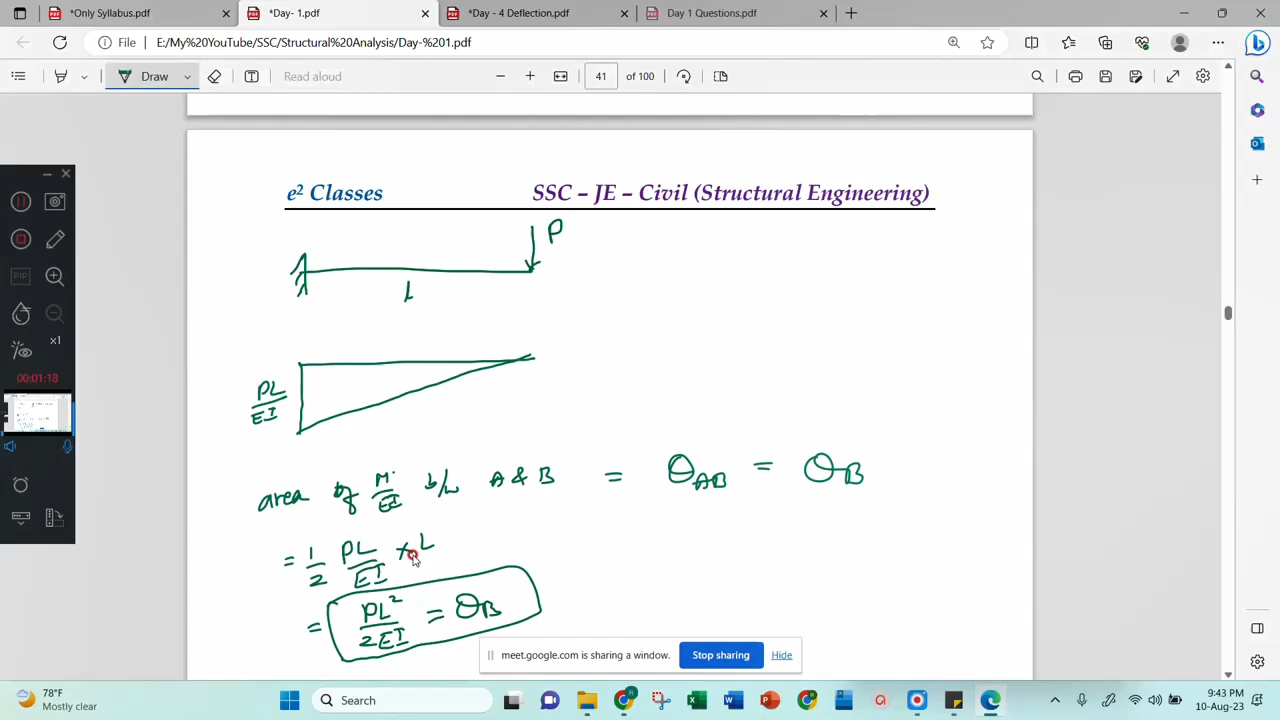 *Only Syllabus.pdf
*Day- 1.pdf
*Day - 4 Deflection.pdf
Day 1 Questions.pdf
File
E:/My%20YouTube/SSC/Structural%20Analysis/Day-%201.pdf
Draw
Read aloud
41 of 100
e² Classes
SSC – JE – Civil (Structural Engineering)
P
L
PIP
x1
00:01:18
PL/EI
area of M/EI b/w A & B = θAB = θB
= 1/2 PL/EI × L
= PL²/2EI = θB
meet.google.com is sharing a window.
Stop sharing
Hide
78°F
Mostly clear
Search
9:43 PM
10-Aug-23